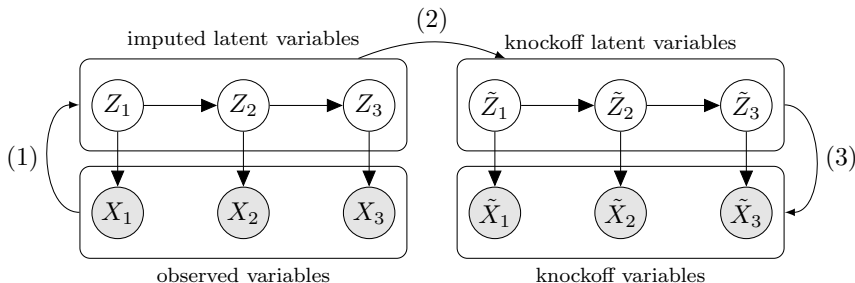 (2)
imputed latent variables
knockoff latent variables
Z₁ Z₂ Z₃
Z̃₁ Z̃₂ Z̃₃
(1)
(3)
X₁ X₂ X₃
X̃₁ X̃₂ X̃₃
observed variables
knockoff variables